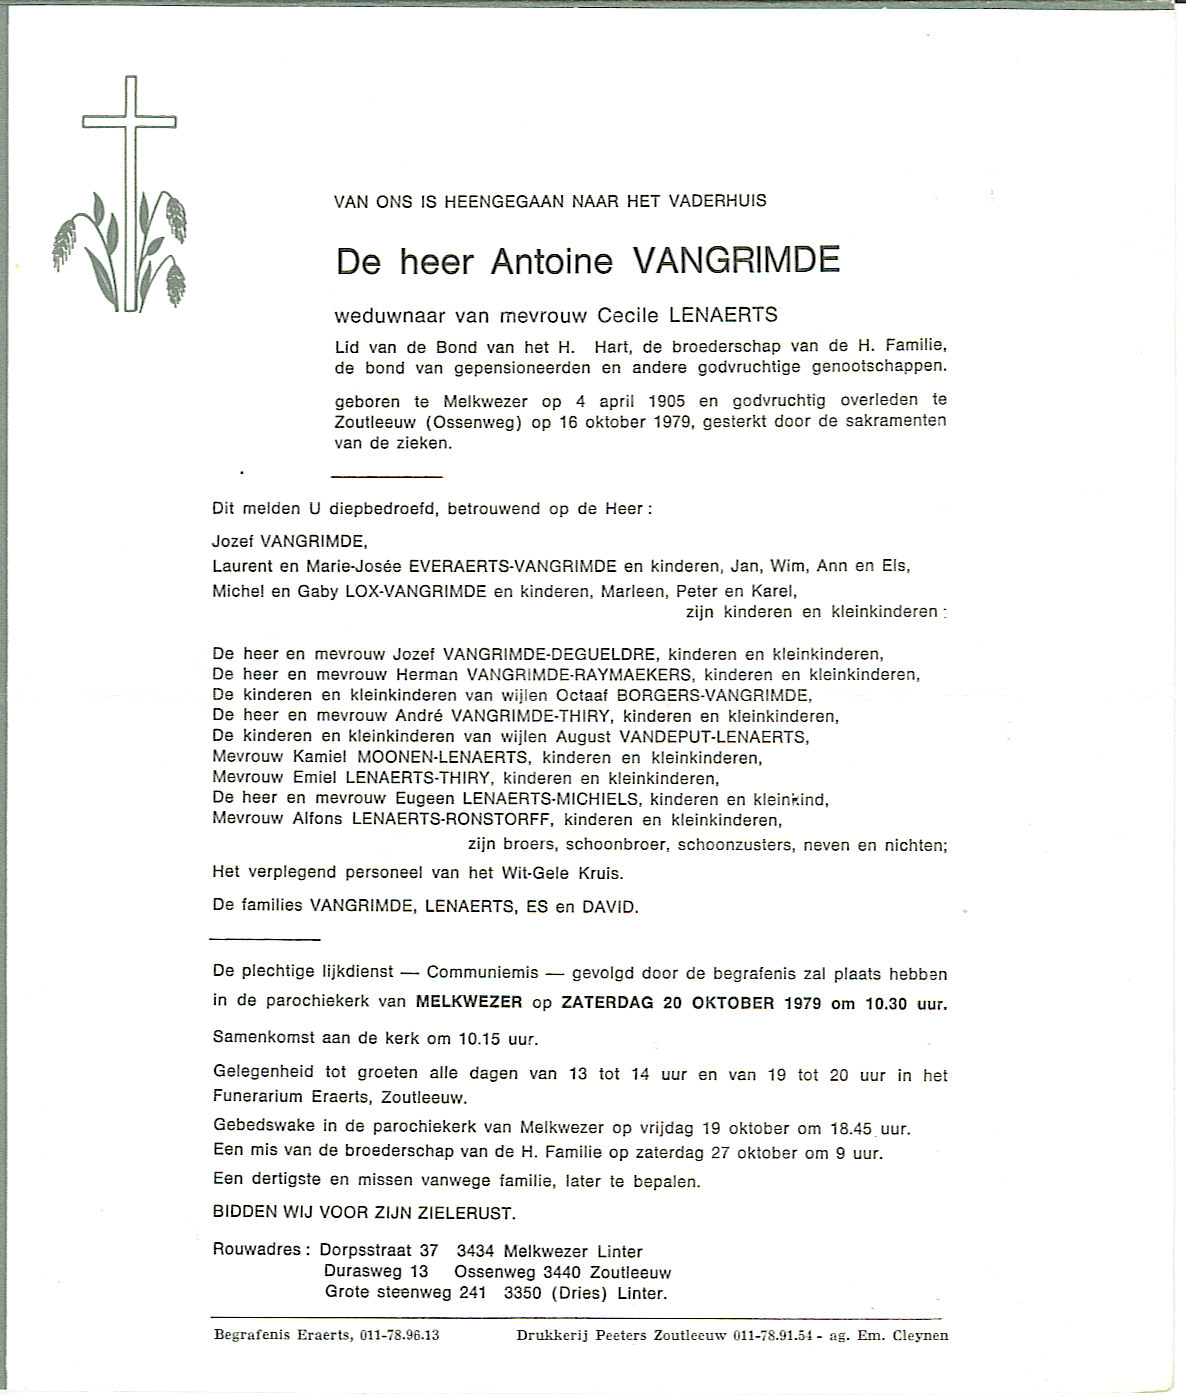 VAN ONS IS HEENGEGAAN NAAR HET VADERHUIS
De heer Antoine VANGRIMDE
weduwnaar van mevrouw Cecile LENAERTS
Lid van de Bond van het H. Hart, de broederschap van de H. Familie,
de bond van gepensioneerden en andere godvruchtige genootschappen.
geboren te Melkwezer op 4 april 1905 en godvruchtig overleden te
Zoutleeuw (Ossenweg) op 16 oktober 1979, gesterkt door de sakramenten
van de zieken.
Dit melden U diepbedroefd, betrouwend op de Heer :
Jozef VANGRIMDE,
Laurent en Marie-Josée EVERAERTS-VANGRIMDE en kinderen, Jan, Wim, Ann en Els,
Michel en Gaby LOX-VANGRIMDE en kinderen, Marleen, Peter en Karel,
zijn kinderen en kleinkinderen :
De heer en mevrouw Jozef VANGRIMDE-DEGUELDRE, kinderen en kleinkinderen,
De heer en mevrouw Herman VANGRIMDE-RAYMAEKERS, kinderen en kleinkinderen,
De kinderen en kleinkinderen van wijlen Octaaf BORGERS-VANGRIMDE,
De heer en mevrouw André VANGRIMDE-THIRY, kinderen en kleinkinderen,
De kinderen en kleinkinderen van wijlen August VANDEPUT-LENAERTS,
Mevrouw Kamiel MOONEN-LENAERTS, kinderen en kleinkinderen,
Mevrouw Emiel LENAERTS-THIRY, kinderen en kleinkinderen,
De heer en mevrouw Eugeen LENAERTS-MICHIELS, kinderen en kleinkind,
Mevrouw Alfons LENAERTS-RONSTORFF, kinderen en kleinkinderen,
zijn broers, schoonbroer, schoonzusters, neven en nichten;
Het verplegend personeel van het Wit-Gele Kruis.
De families VANGRIMDE, LENAERTS, ES en DAVID.
De plechtige lijkdienst — Communiemis — gevolgd door de begrafenis zal plaats hebben
in de parochiekerk van MELKWEZER op ZATERDAG 20 OKTOBER 1979 om 10.30 uur.
Samenkomst aan de kerk om 10.15 uur.
Gelegenheid tot groeten alle dagen van 13 tot 14 uur en van 19 tot 20 uur in het
Funerarium Eraerts, Zoutleeuw.
Gebedswake in de parochiekerk van Melkwezer op vrijdag 19 oktober om 18.45 uur.
Een mis van de broederschap van de H. Familie op zaterdag 27 oktober om 9 uur.
Een dertigste en missen vanwege familie, later te bepalen.
BIDDEN WIJ VOOR ZIJN ZIELERUST.
Rouwadres : Dorpsstraat 37 3434 Melkwezer Linter
Durasweg 13 Ossenweg 3440 Zoutleeuw
Grote steenweg 241 3350 (Dries) Linter.
Begrafenis Eraerts, 011-78.96.13 Drukkerij Peeters Zoutleeuw 011-78.91.54 - ag. Em. Cleynen